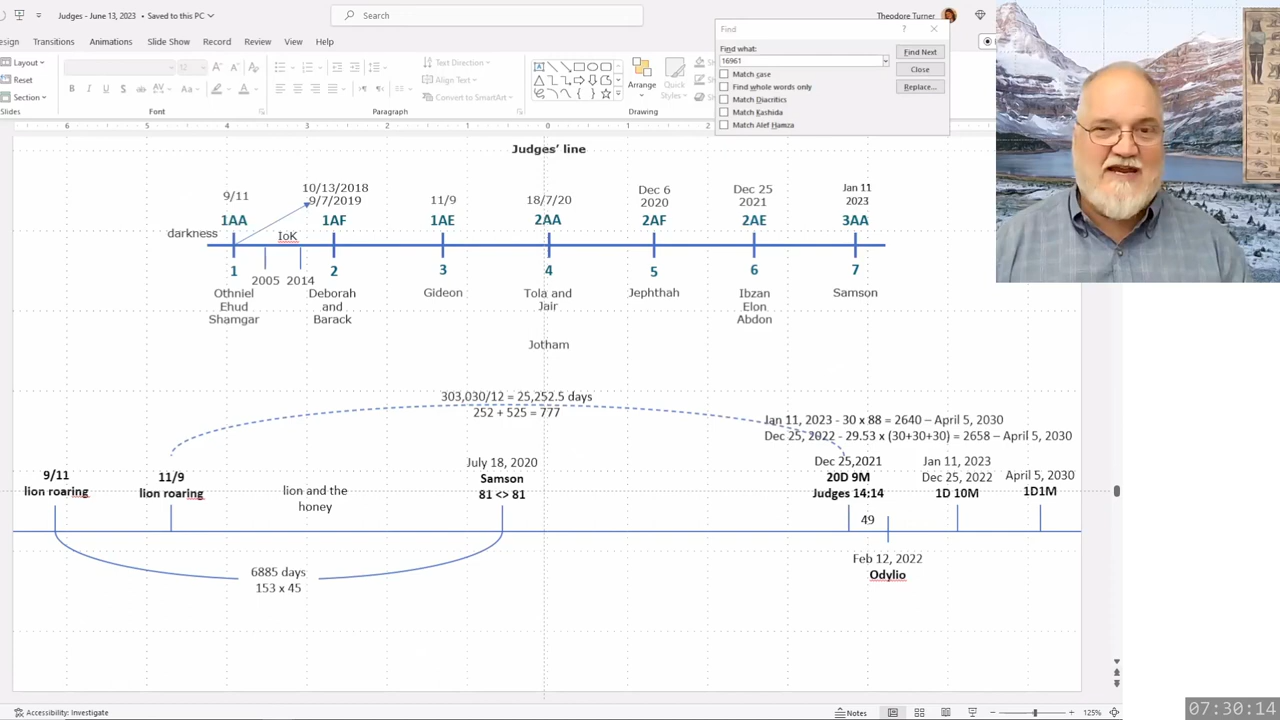 Judges - June 13, 2023 • Saved to this PC
Search
Theodore Turner
esign Transitions Animations Slide Show Record Review View Help
Layout
Reset
Section
Slides
Font
Text Direction
Align Text
Convert to SmartArt
Paragraph
Arrange
Quick
Styles
Drawing
Find
Find what:
16961
Match case
Find whole words only
Match Diacritics
Match Kashida
Match Alef Hamza
Find Next
Close
Replace...
6 5 4 3 2 1 0 1 2
Judges' line
9/11
10/13/2018
9/7/2019
11/9
18/7/20
Dec 6
2020
Dec 25
2021
Jan 11
2023
1AA 1AF 1AE 2AA 2AF 2AE 3AA
darkness
IoK
1 2 3 4 5 6 7
2005 2014
Othniel
Ehud
Shamgar
Deborah
and
Barack
Gideon
Tola and
Jair
Jephthah
Ibzan
Elon
Abdon
Samson
Jotham
303,030/12 = 25,252.5 days
252 + 525 = 777
Jan 11, 2023 - 30 x 88 = 2640 – April 5, 2030
Dec 25, 2022 - 29.53 x (30+30+30) = 2658 – April 5, 2030
9/11
lion roaring
11/9
lion roaring
lion and the
honey
July 18, 2020
Samson
81 <> 81
Dec 25,2021
20D 9M
Judges 14:14
Jan 11, 2023
Dec 25, 2022
1D 10M
April 5, 2030
1D1M
49
Feb 12, 2022
Odylio
6885 days
153 x 45
Accessibility: Investigate
Notes
125%
07:30:14